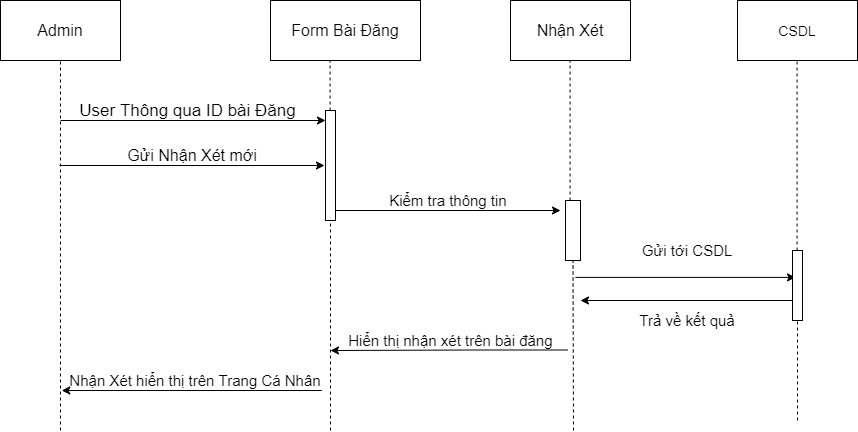 Admin
Form Bài Đăng
Nhận Xét
CSDL
User Thông qua ID bài Đăng
Gửi Nhận Xét mới
Kiểm tra thông tin
Gửi tới CSDL
Trả về kết quả
Hiển thị nhận xét trên bài đăng
Nhận Xét hiển thị trên Trang Cá Nhân